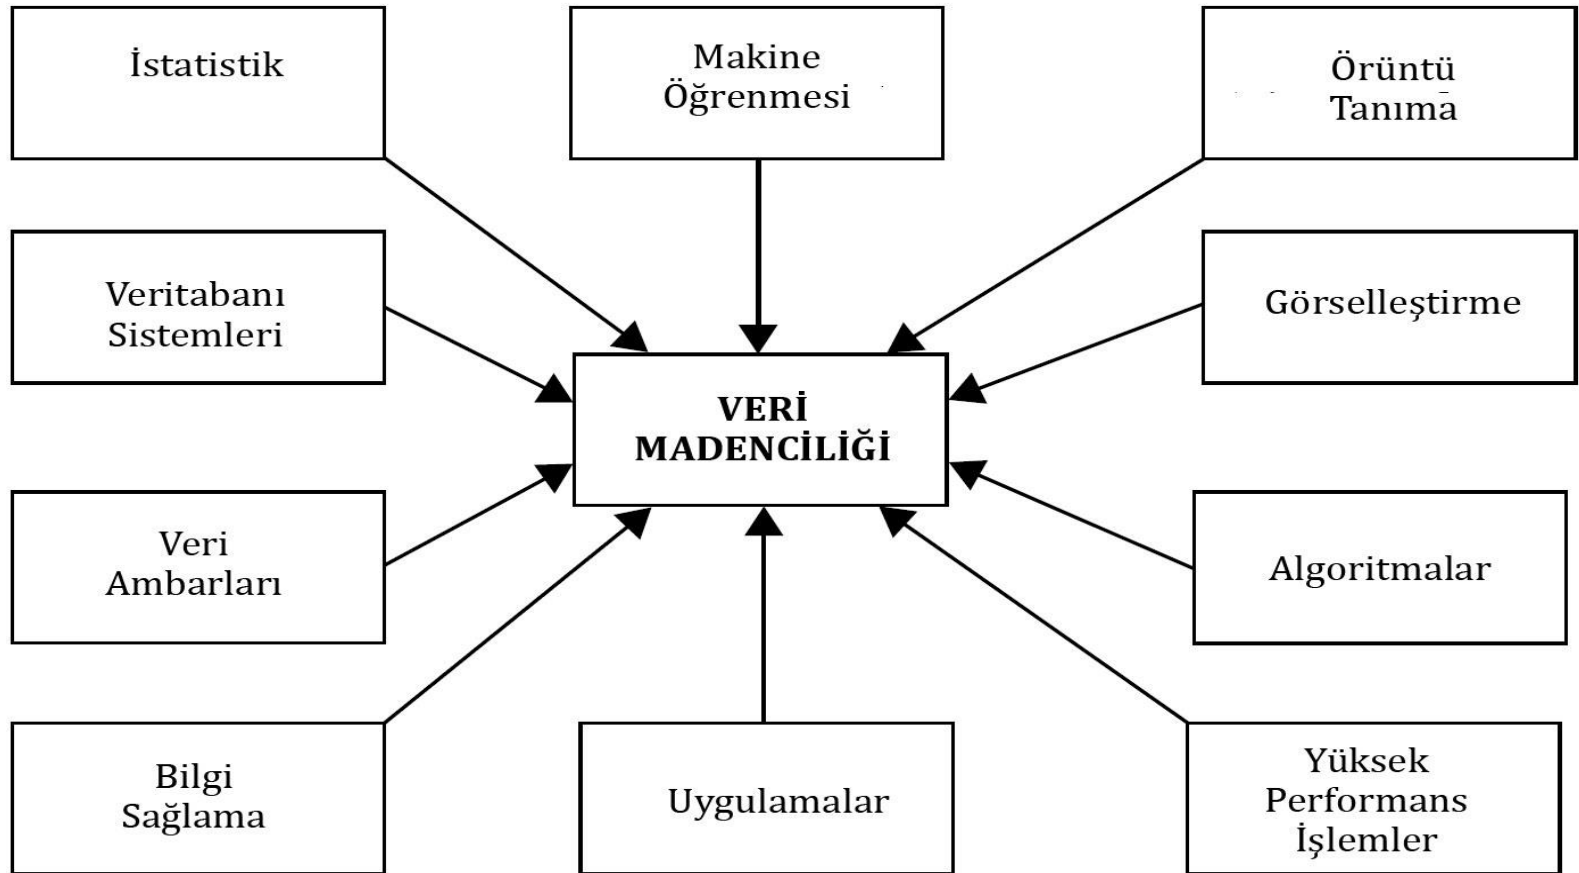 İstatistik
Makine
Öğrenmesi
Örüntü
Tanıma
Veritabanı
Sistemleri
Görselleştirme
VERİ
MADENCİLİĞİ
Veri
Ambarları
Algoritmalar
Bilgi
Sağlama
Uygulamalar
Yüksek
Performans
İşlemler